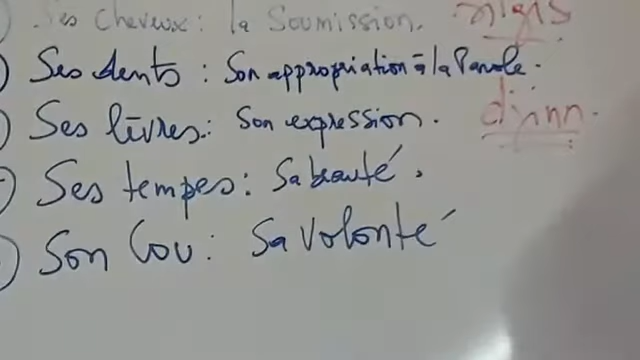 Ses cheveux : la Soumission.
Ses dents : Son appropriation à la Parole.
djinn.
Ses lèvres : Son expression.
Ses tempes : Sa beauté.
Son Cou : Sa Volonté